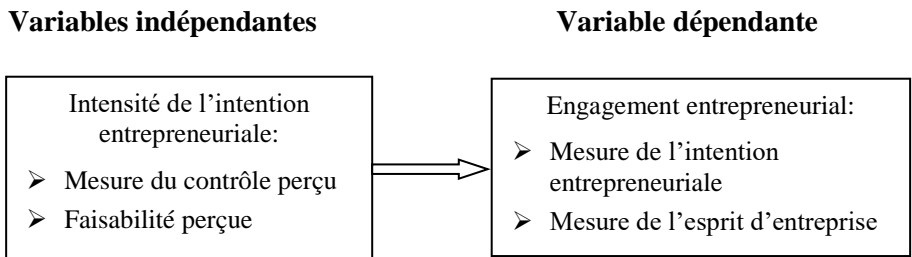 Variables indépendantes
Variable dépendante
Intensité de l’intention
entrepreneuriale:
➢ Mesure du contrôle perçu
➢ Faisabilité perçue
Engagement entrepreneurial:
➢ Mesure de l’intention
entrepreneuriale
➢ Mesure de l’esprit d’entreprise